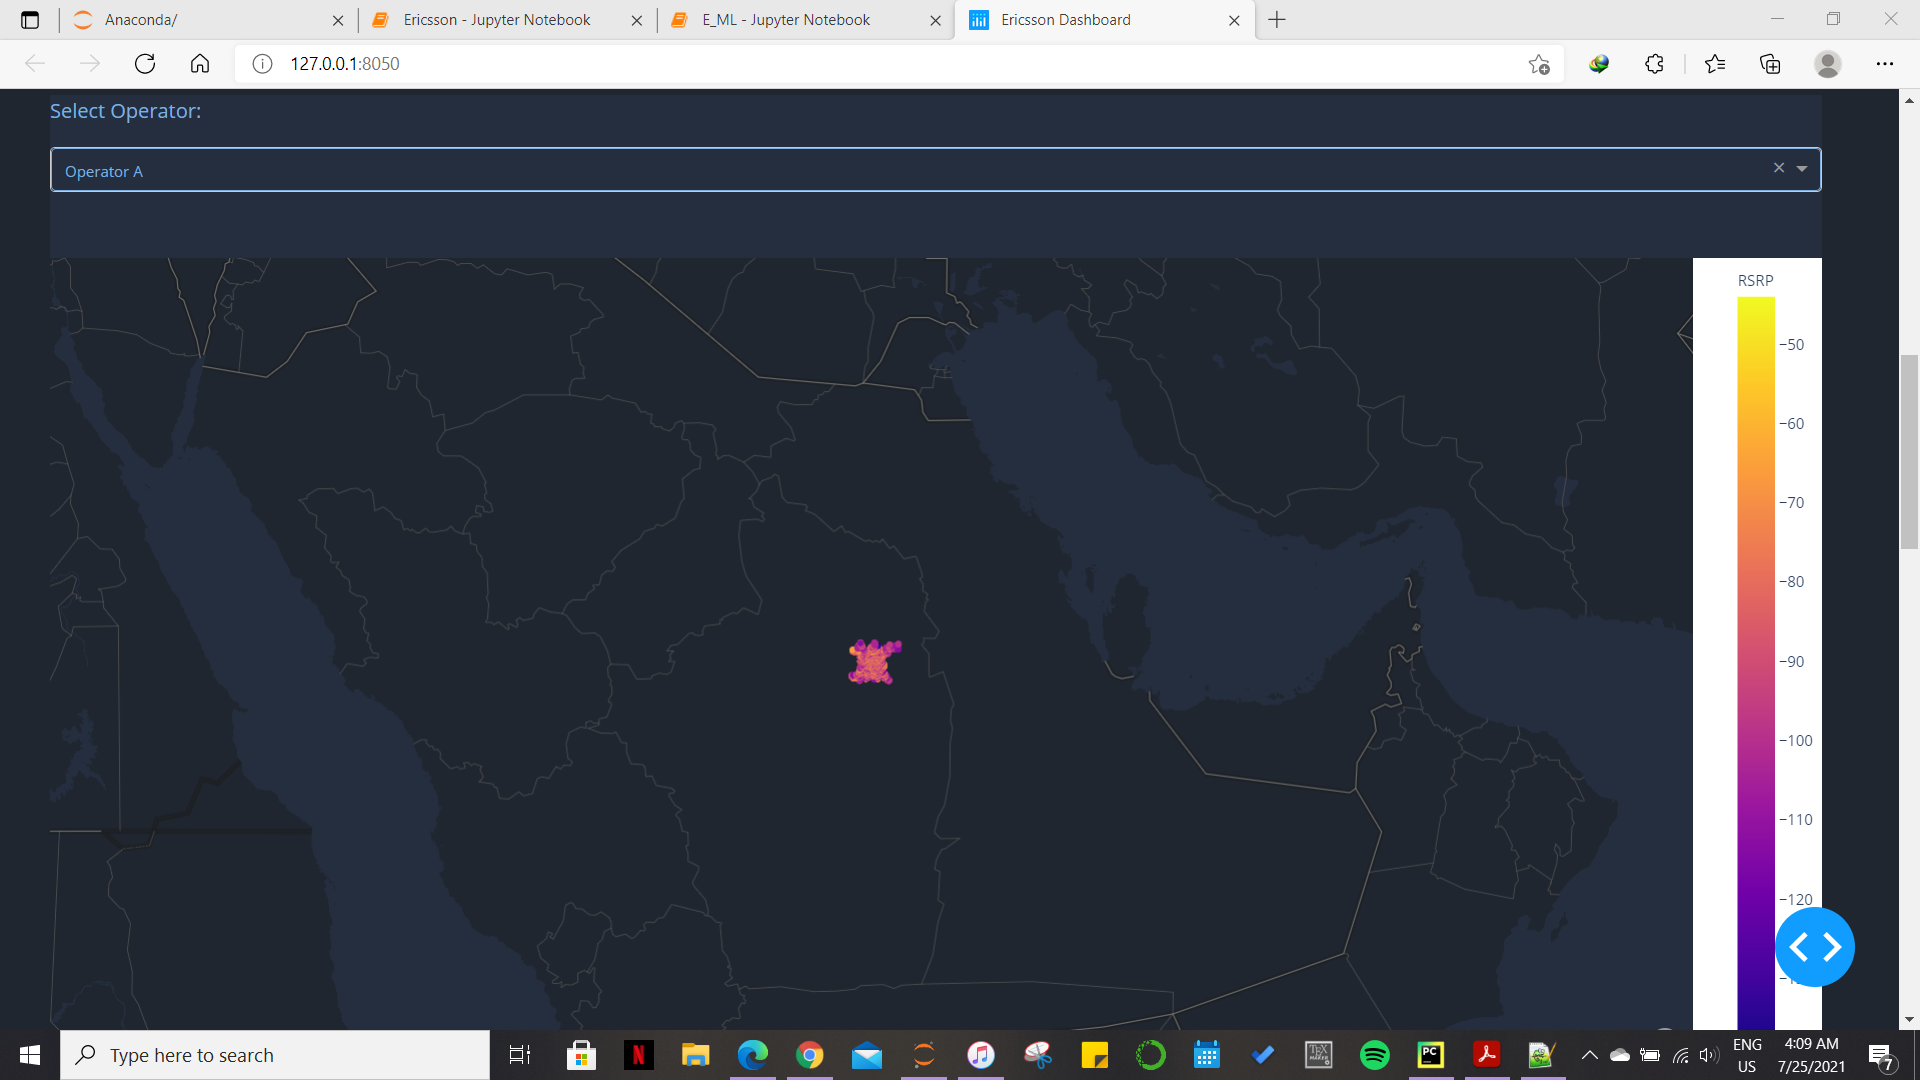 Anaconda/
Ericsson - Jupyter Notebook
E_ML - Jupyter Notebook
Ericsson Dashboard
127.0.0.1:8050
Select Operator:
Operator A
RSRP
−50
−60
−70
−80
−90
−100
−110
−120
Type here to search
N
PC
ENG
US
4:09 AM
7/25/2021
7